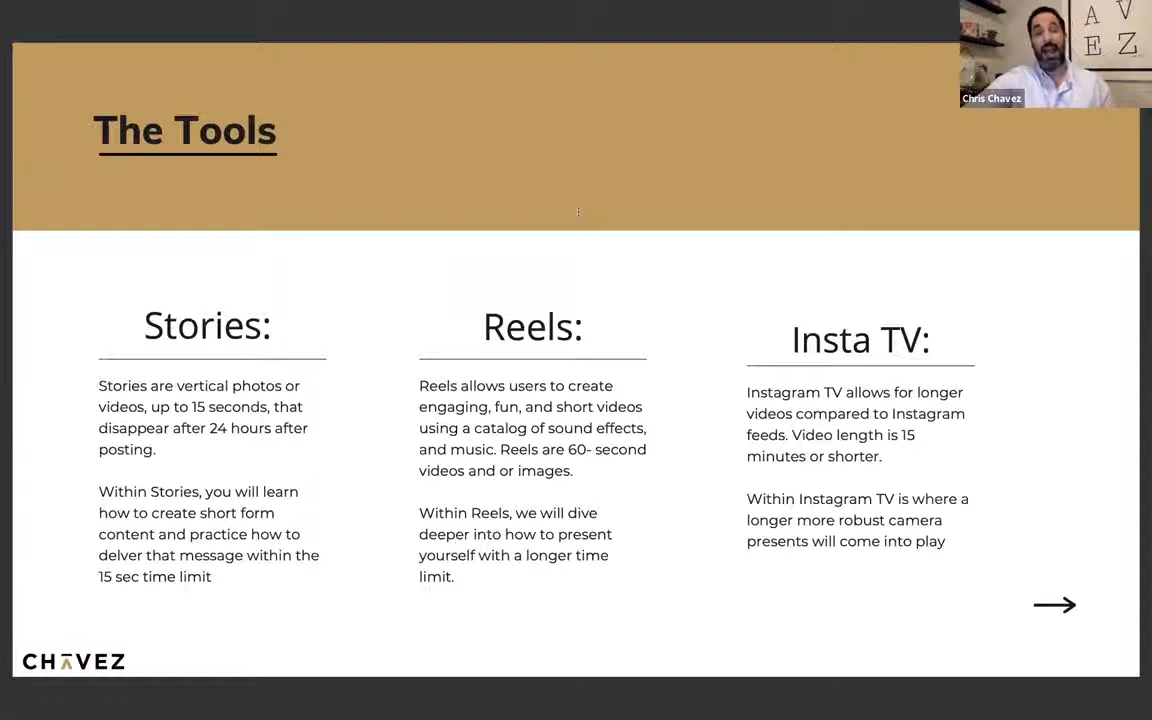 A V
E Z
Chris Chavez
The Tools
Stories:
Stories are vertical photos or
videos, up to 15 seconds, that
disappear after 24 hours after
posting.
Within Stories, you will learn
how to create short form
content and practice how to
delver that message within the
15 sec time limit
Reels:
Reels allows users to create
engaging, fun, and short videos
using a catalog of sound effects,
and music. Reels are 60- second
videos and or images.
Within Reels, we will dive
deeper into how to present
yourself with a longer time
limit.
Insta TV:
Instagram TV allows for longer
videos compared to Instagram
feeds. Video length is 15
minutes or shorter.
Within Instagram TV is where a
longer more robust camera
presents will come into play
CHAVEZ